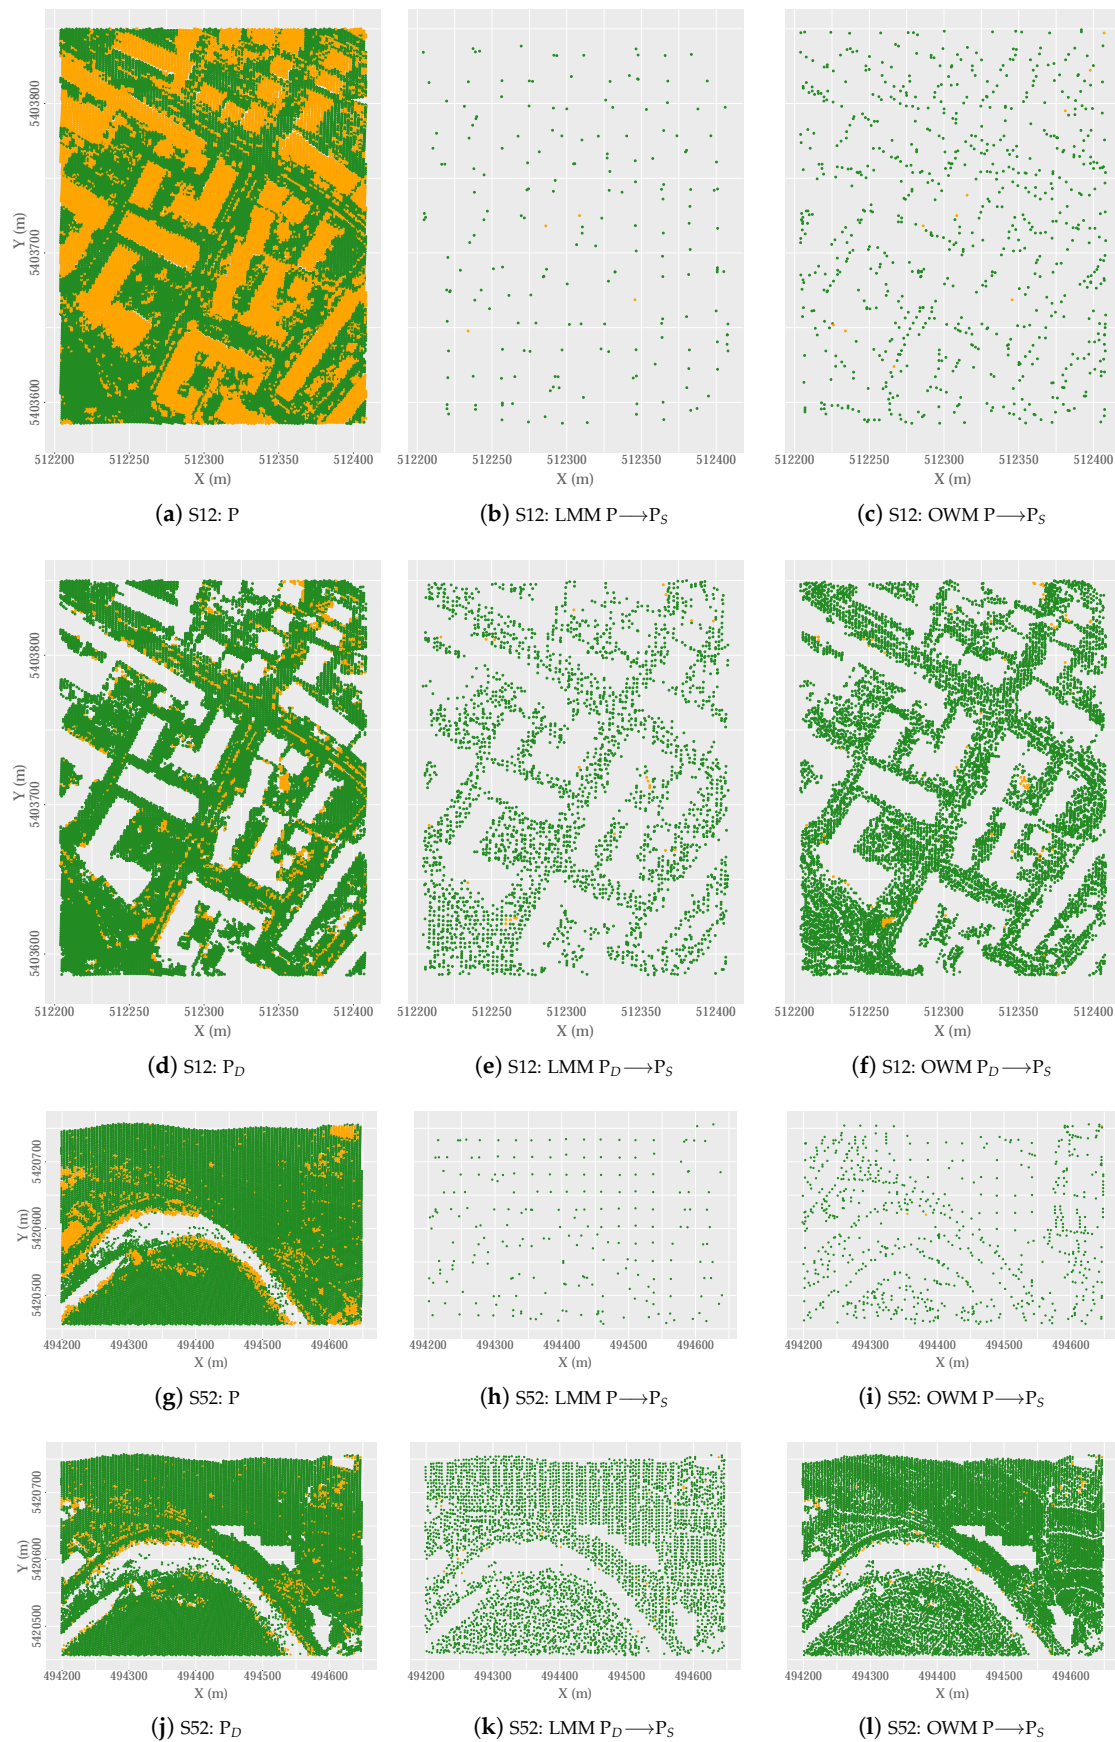 5403800
5403700
5403600
Y (m)
512200 512250 512300 512350 512400
X (m)
512200 512250 512300 512350 512400
X (m)
512200 512250 512300 512350 512400
X (m)
(a) S12: P
(b) S12: LMM P⟶P_S
(c) S12: OWM P⟶P_S
5403800
5403700
5403600
Y (m)
512200 512250 512300 512350 512400
X (m)
512200 512250 512300 512350 512400
X (m)
512200 512250 512300 512350 512400
X (m)
(d) S12: P_D
(e) S12: LMM P_D⟶P_S
(f) S12: OWM P_D⟶P_S
5420700
5420600
5420500
Y (m)
494200 494300 494400 494500 494600
X (m)
494200 494300 494400 494500 494600
X (m)
494200 494300 494400 494500 494600
X (m)
(g) S52: P
(h) S52: LMM P⟶P_S
(i) S52: OWM P⟶P_S
5420700
5420600
5420500
Y (m)
494200 494300 494400 494500 494600
X (m)
494200 494300 494400 494500 494600
X (m)
494200 494300 494400 494500 494600
X (m)
(j) S52: P_D
(k) S52: LMM P_D⟶P_S
(l) S52: OWM P⟶P_S